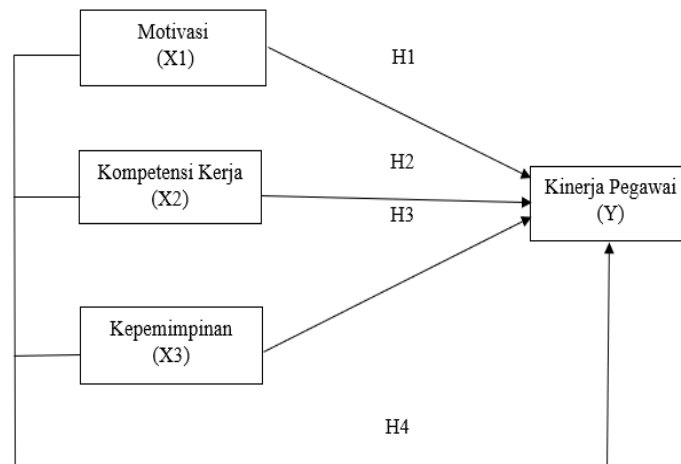 Motivasi
(X1)
H1
Kompetensi Kerja
(X2)
H2
H3
Kinerja Pegawai
(Y)
Kepemimpinan
(X3)
H4